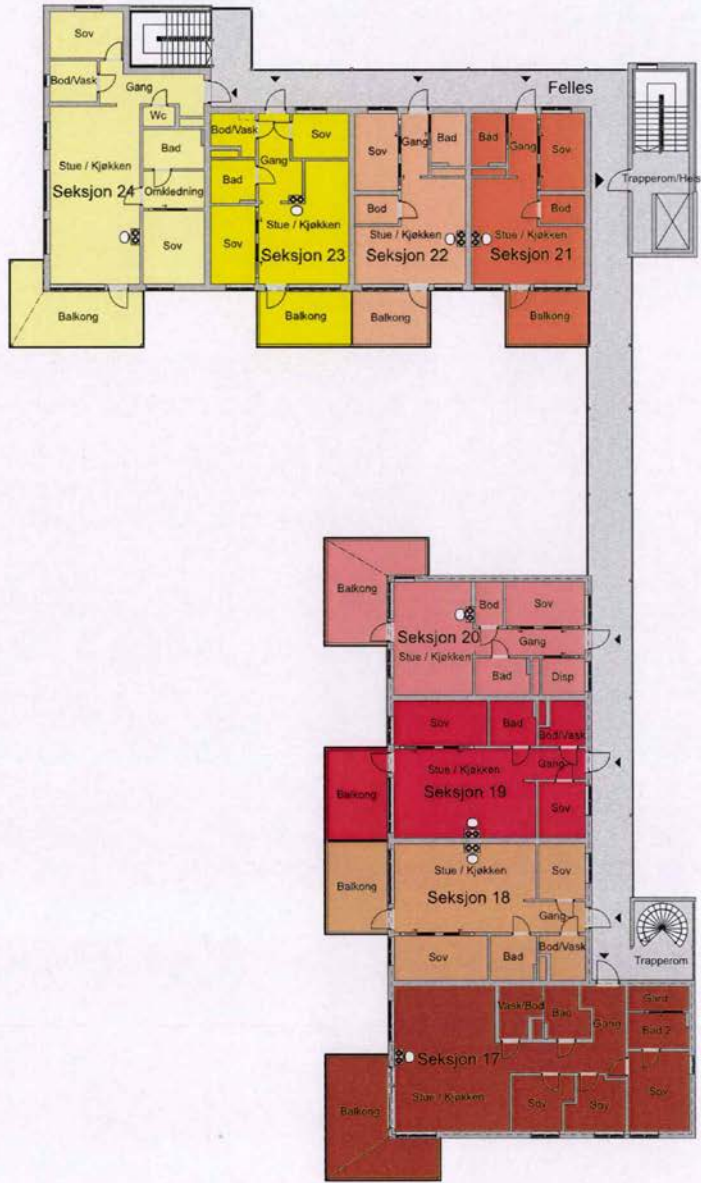 Sov
Bod/Vask
Gang
Wc
Bad
Stue / Kjøkken
Seksjon 24
Omkledning
Sov
Balkong
Bod/Vask
Sov
Gang
Bad
Sov
Stue / Kjøkken
Seksjon 23
Balkong
Sov
Gang
Bad
Bod
Stue / Kjøkken
Seksjon 22
Balkong
Bad
Gang
Sov
Bod
Stue / Kjøkken
Seksjon 21
Balkong
Felles
Trapperom/Heis
Balkong
Bod
Sov
Seksjon 20
Gang
Stue / Kjøkken
Bad
Disp
Sov
Bad
Bod/Vask
Stue / Kjøkken
Gang
Seksjon 19
Balkong
Sov
Stue / Kjøkken
Sov
Balkong
Seksjon 18
Gang
Sov
Bad
Bod/Vask
Trapperom
Vask/Bod
Bad
Gang
Gard
Bad 2
Seksjon 17
Stue / Kjøkken
Sov
Sov
Sov
Balkong